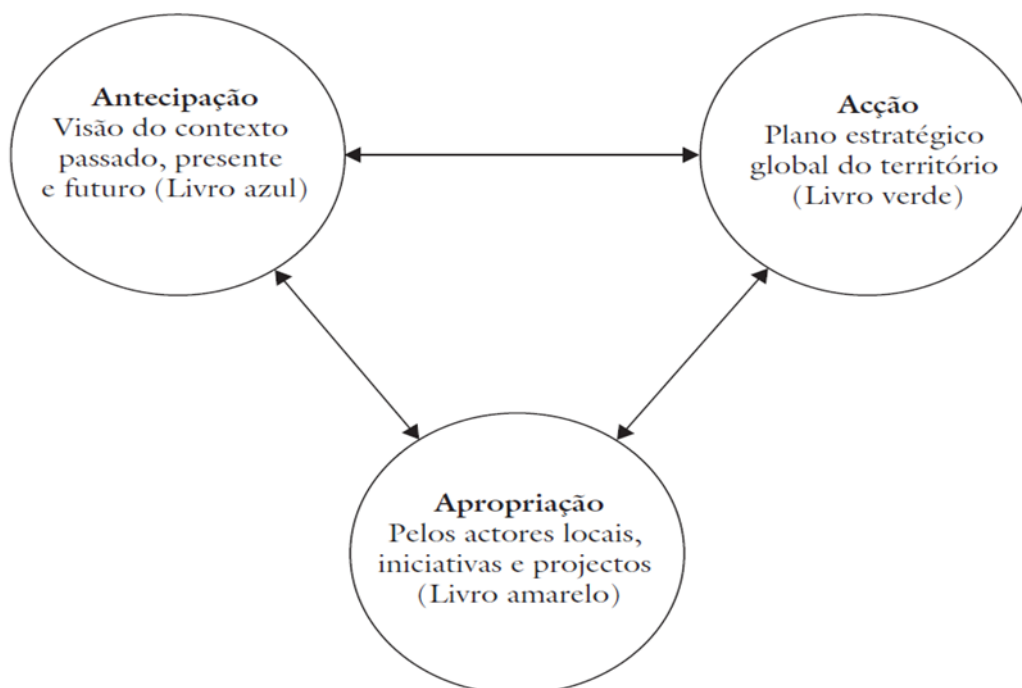 Antecipação
Visão do contexto
passado, presente
e futuro (Livro azul)
Acção
Plano estratégico
global do território
(Livro verde)
Apropriação
Pelos actores locais,
iniciativas e projectos
(Livro amarelo)